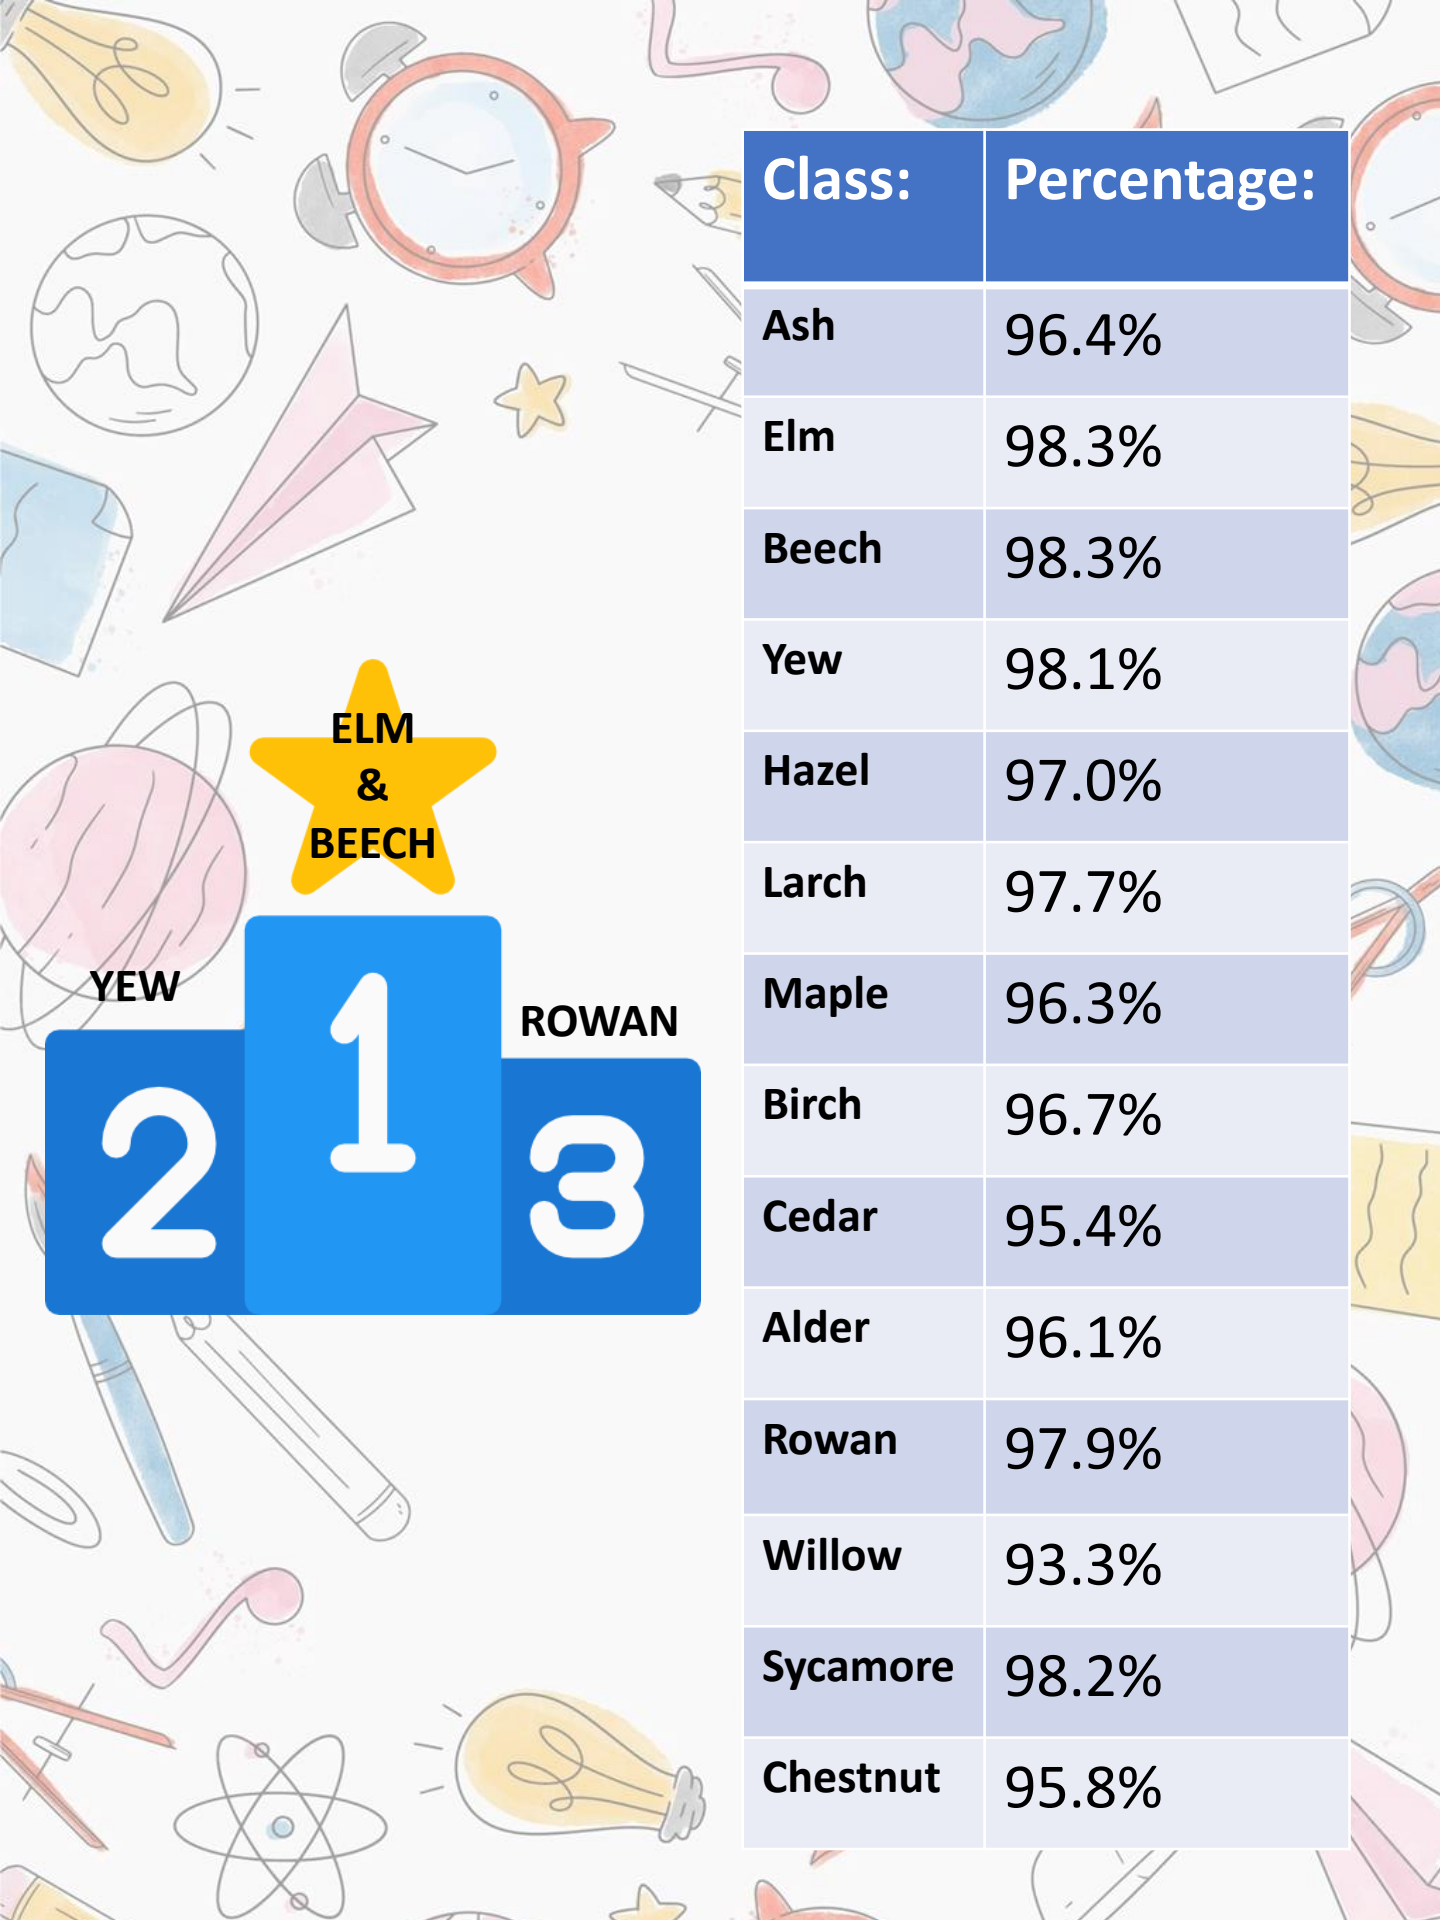 Class: Percentage:
Ash 96.4%
Elm 98.3%
Beech 98.3%
Yew 98.1%
Hazel 97.0%
Larch 97.7%
Maple 96.3%
Birch 96.7%
Cedar 95.4%
Alder 96.1%
Rowan 97.9%
Willow 93.3%
Sycamore 98.2%
Chestnut 95.8%
ELM
&
BEECH
YEW
ROWAN
1
2
3